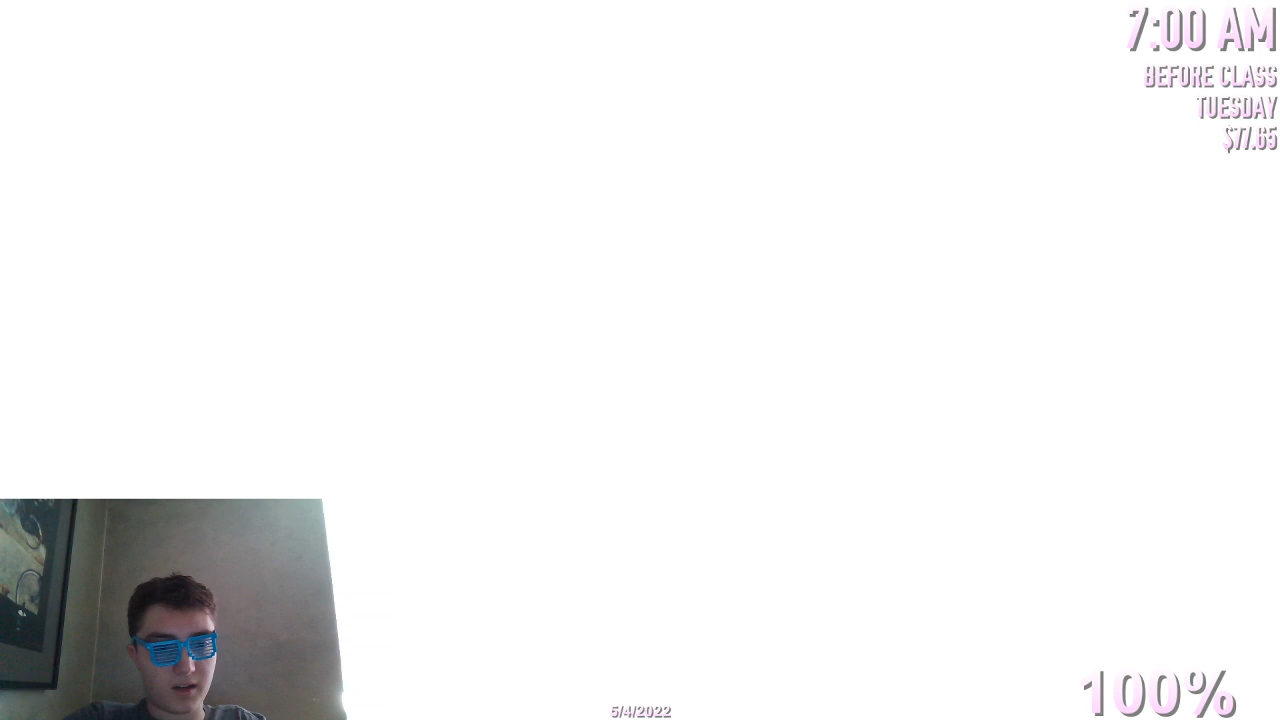 7:00 AM
BEFORE CLASS
TUESDAY
$77.65
100%
5/4/2022